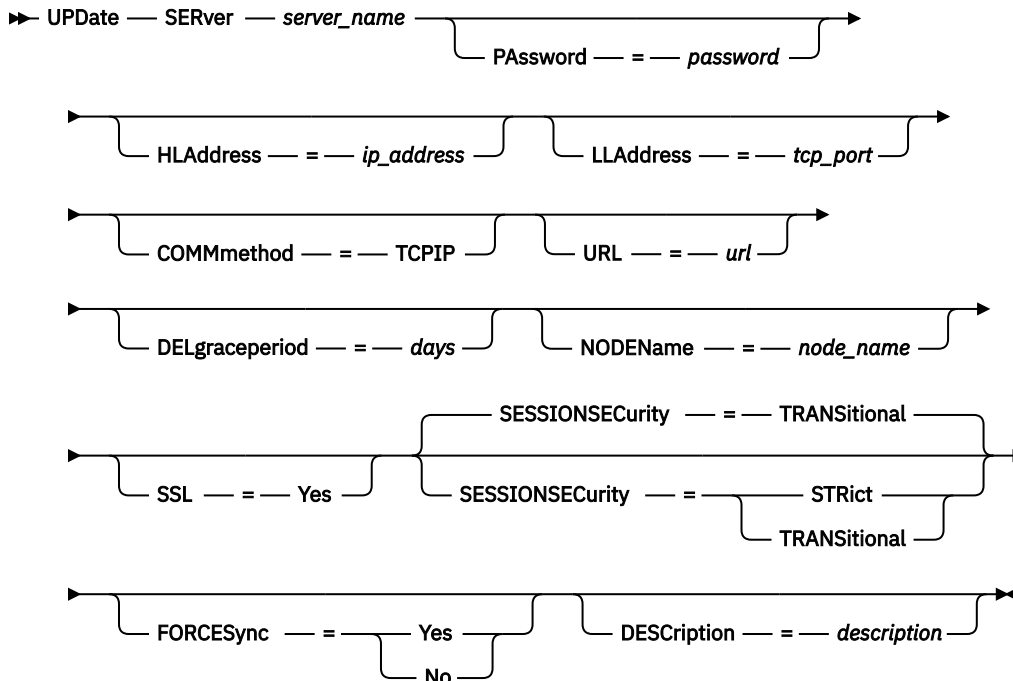 UPDate SERver server_name
PAssword = password
HLAddress = ip_address LLAddress = tcp_port
COMMmethod = TCPIP URL = url
DELgraceperiod = days NODEName = node_name
SESSIONSECurity = TRANSitional
SSL = Yes SESSIONSECurity = STRict
TRANSitional
FORCESync = Yes DESCription = description
No